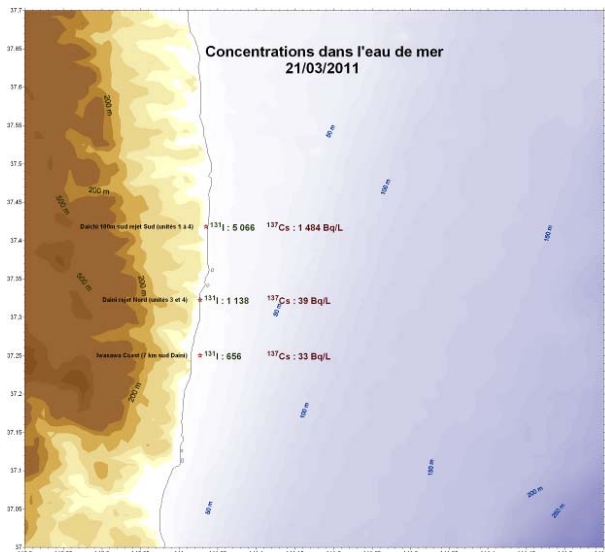 Concentrations dans l'eau de mer
21/03/2011
37.7
37.65
37.6
37.55
37.5
37.45
37.4
37.35
37.3
37.25
37.2
37.15
37.1
37.05
37
200 m
200 m
500 m
500 m
200 m
200 m
50 m
100 m
150 m
50 m
100 m
150 m
200 m
250 m
50 m
Daiichi 100m sud rejet Sud (unités 1 à 4) ¹³¹I : 5 066 ¹³⁷Cs : 1 484 Bq/L
Daini rejet Nord (unités 3 et 4) ¹³¹I : 1 138 ¹³⁷Cs : 39 Bq/L
Iwasawa Coast (7 km sud Daini) ¹³¹I : 656 ¹³⁷Cs : 33 Bq/L